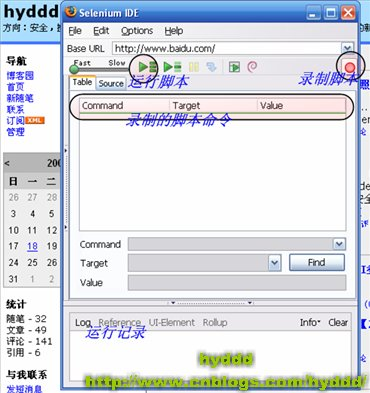 hyddd
方向：安全，搜
Selenium IDE
File Edit Options Help
Base URL http://www.baidu.com/
Fast Slow
运行脚本
录制脚本
Table Source
Command Target Value
录制的脚本命令
Command
Target
Find
Value
Log Reference UI-Element Rollup Info Clear
运行记录
hyddd
http://www.cnblogs.com/hyddd/
导航
博客园
首页
新随笔
联系
订阅 XML
管理
< 200
日 一 二
26 27 28
3 4 5
10 11 12
17 18 19
24 25 26
31 1 2
统计
随笔 - 32
文章 - 49
评论 - 141
引用 - 6
与我联系
发短消息